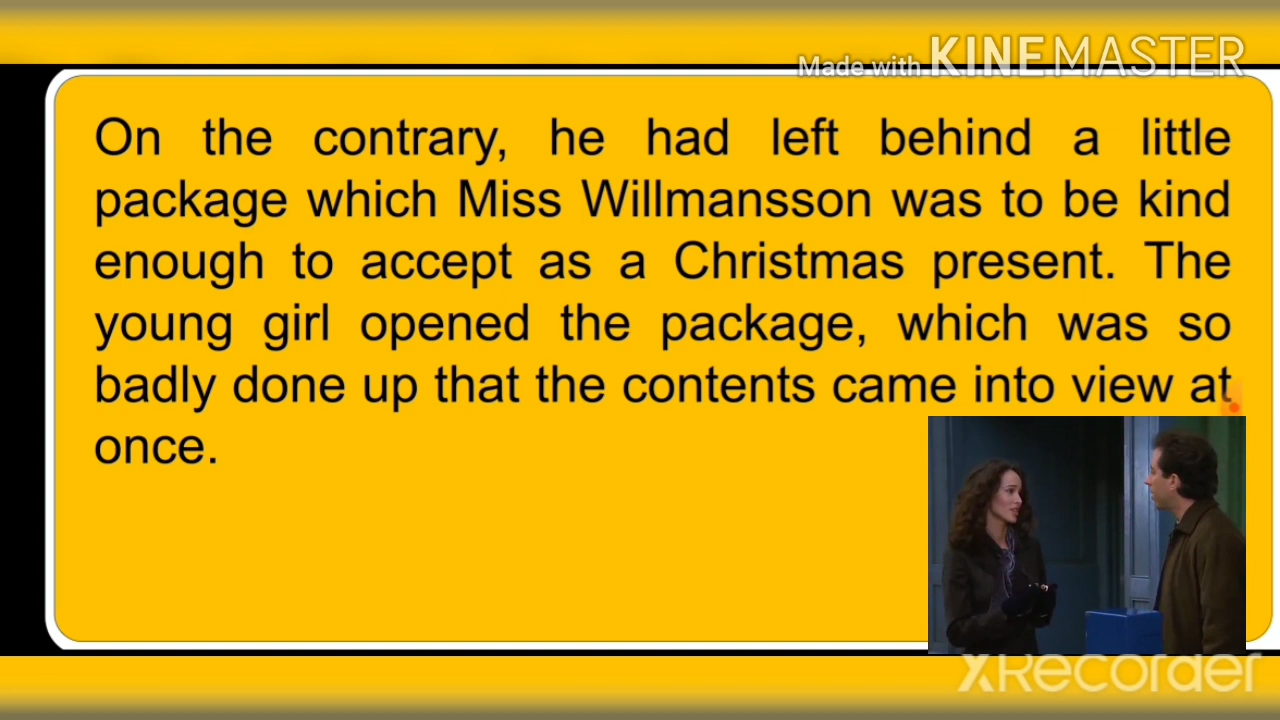 Made with KINEMASTER
On the contrary, he had left behind a little
package which Miss Willmansson was to be kind
enough to accept as a Christmas present. The
young girl opened the package, which was so
badly done up that the contents came into view at
once.
XRecorder